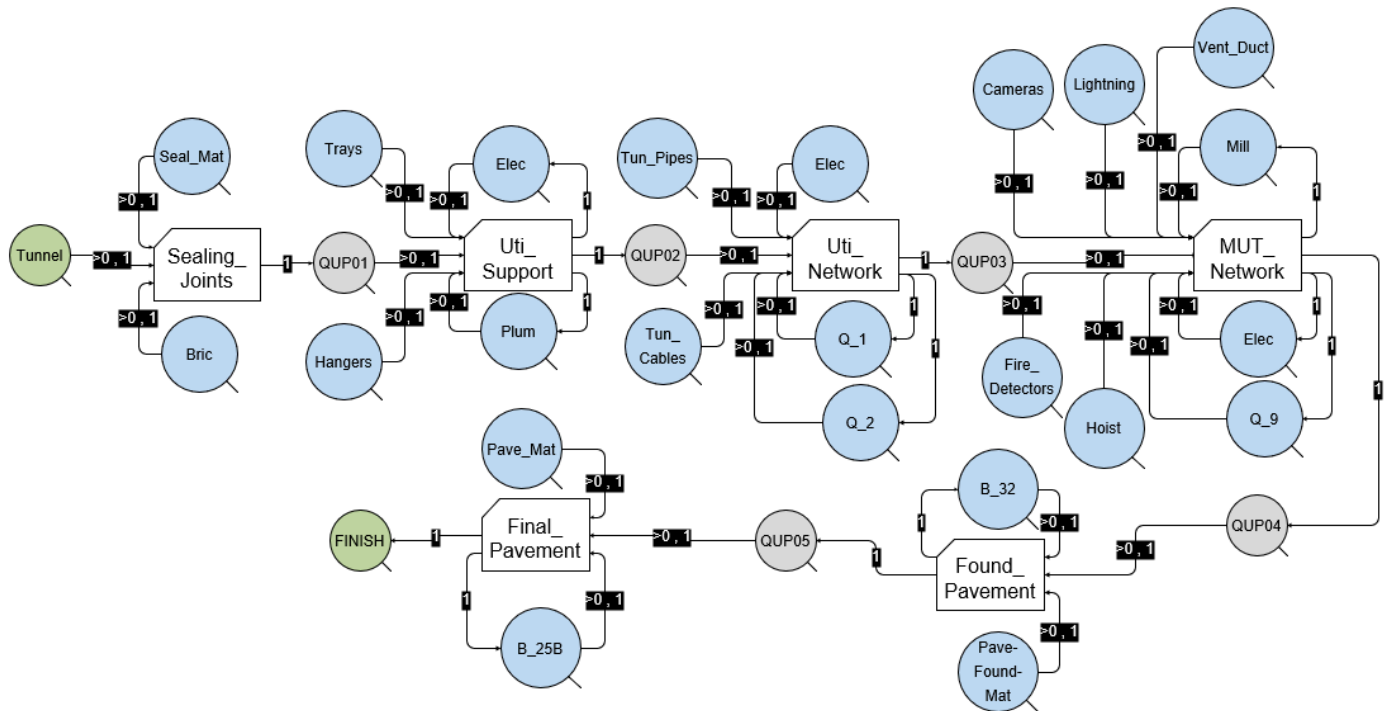 Vent_Duct
Cameras
Lightning
Seal_Mat
Trays
Elec
Tun_Pipes
Elec
Mill
>0, 1
>0, 1
>0, 1
>0, 1
1
>0, 1
>0, 1
>0, 1
>0, 1
>0, 1
>0, 1
1
Tunnel
>0, 1
Sealing_
Joints
1
QUP01
>0, 1
Uti_
Support
1
QUP02
>0, 1
Uti_
Network
1
QUP03
>0, 1
MUT_
Network
>0, 1
Bric
>0, 1
Hangers
>0, 1
Plum
1
>0, 1
Tun_
Cables
>0, 1
>0, 1
Q_1
1
1
Q_2
>0, 1
Fire_
Detectors
>0, 1
Hoist
>0, 1
>0, 1
Elec
1
1
Q_9
1
Pave_Mat
>0, 1
B_32
1
>0, 1
FINISH
1
Final_
Pavement
>0, 1
QUP05
1
Found_
Pavement
>0, 1
QUP04
1
>0, 1
B_25B
>0, 1
Pave-
Found-
Mat